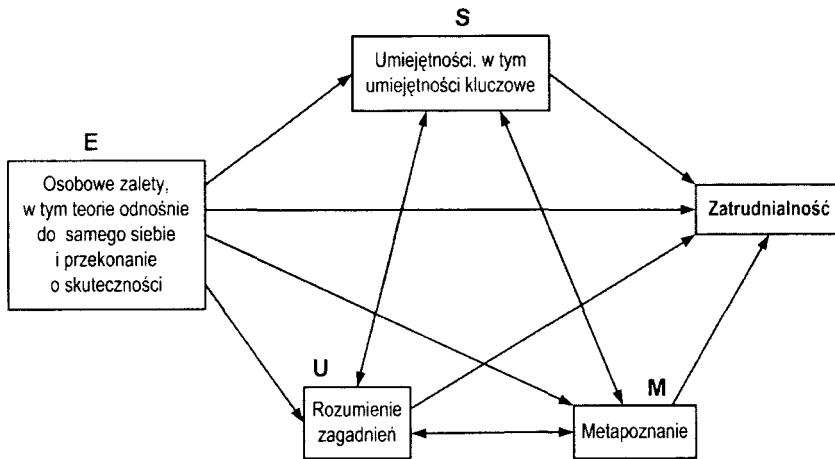 S
Umiejętności. w tym
umiejętności kluczowe
E
Osobowe zalety,
w tym teorie odnośnie
do samego siebie
i przekonanie
o skuteczności
Zatrudnialność
U
Rozumienie
zagadnień
M
Metapoznanie